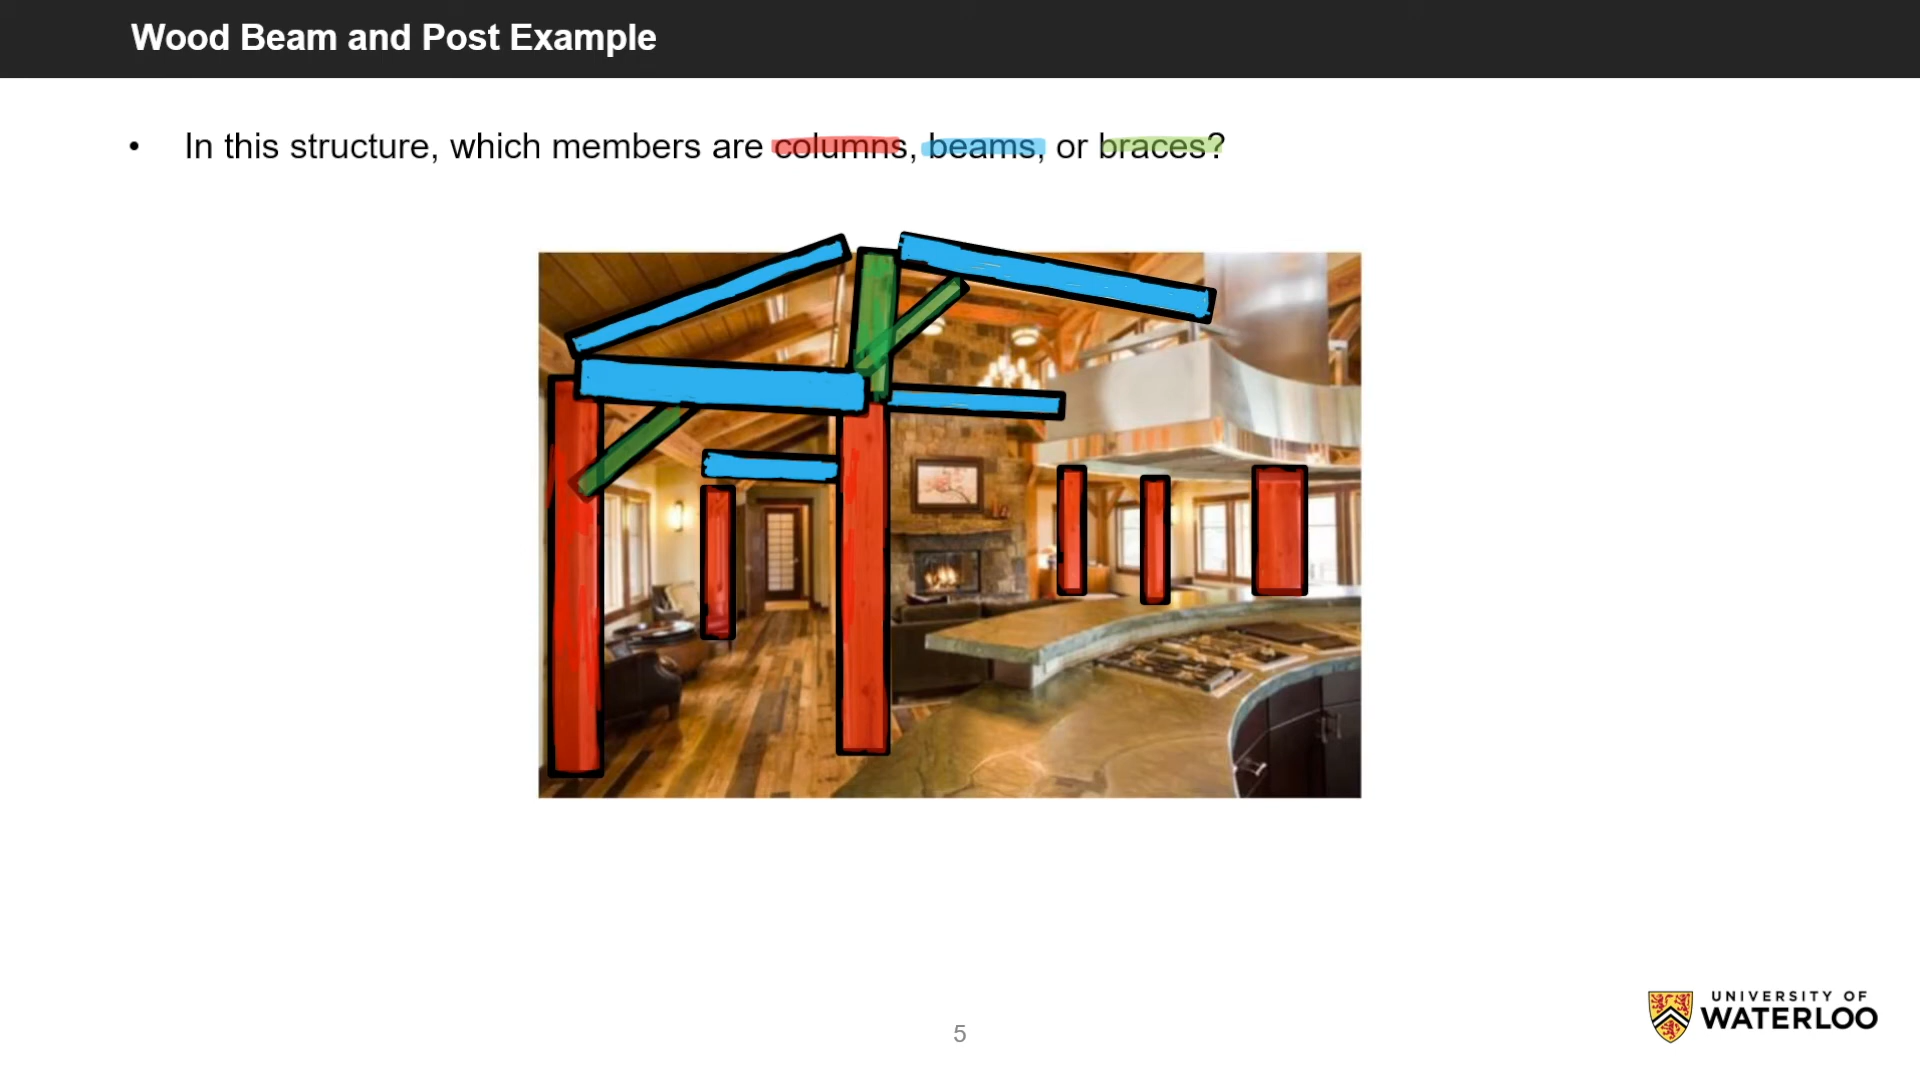 Wood Beam and Post Example
• In this structure, which members are columns, beams, or braces?
5
UNIVERSITY OF
WATERLOO